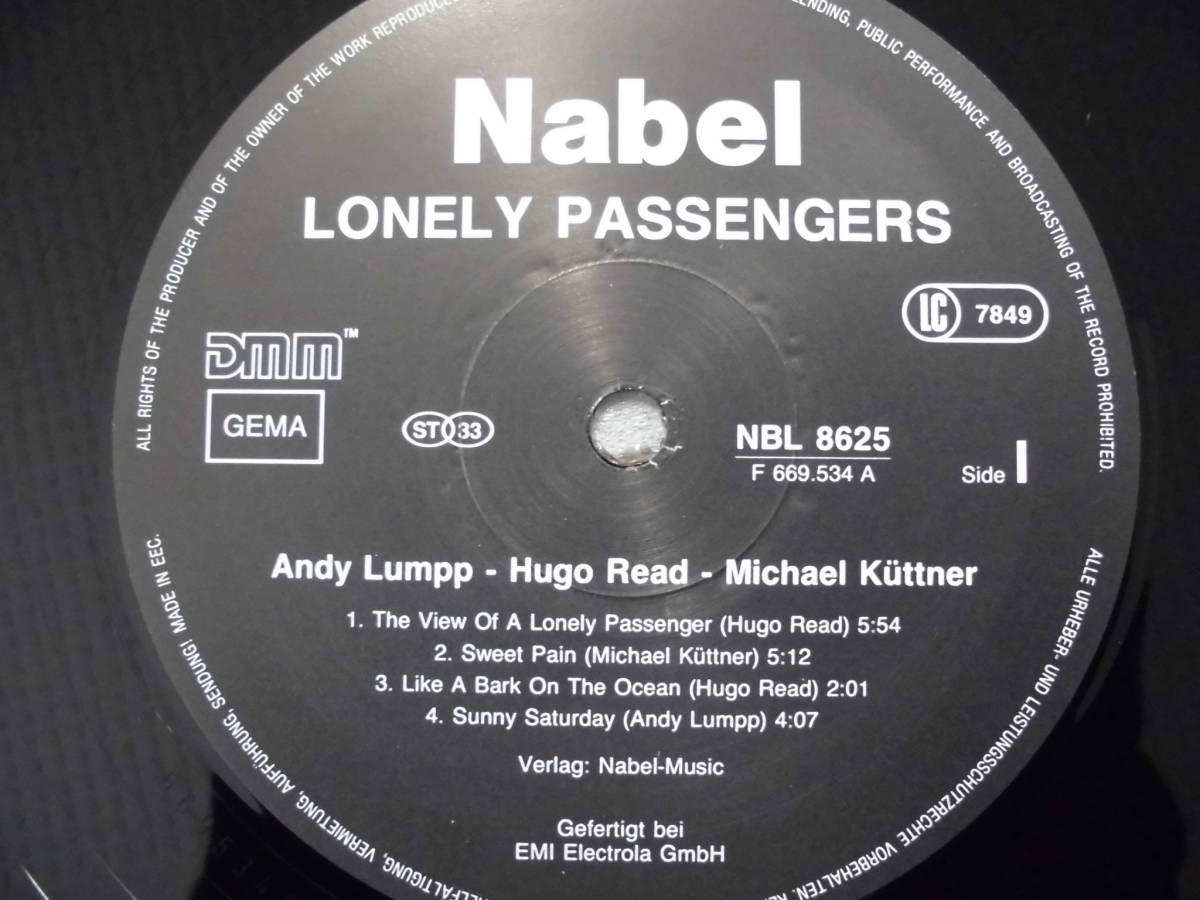 ALL RIGHTS OF THE PRODUCER AND OF THE OWNER OF THE WORK REPRODUCED
LENDING, PUBLIC PERFORMANCE AND BROADCASTING OF THE RECORD PROHIBITED.
Nabel
LONELY PASSENGERS
LC 7849
DMM™
GEMA
ST 33
NBL 8625
F 669.534 A
Side I
Andy Lumpp - Hugo Read - Michael Küttner
1. The View Of A Lonely Passenger (Hugo Read) 5:54
2. Sweet Pain (Michael Küttner) 5:12
3. Like A Bark On The Ocean (Hugo Read) 2:01
4. Sunny Saturday (Andy Lumpp) 4:07
Verlag: Nabel-Music
Gefertigt bei
EMI Electrola GmbH
ALLE URHEBER- UND LEISTUNGSSCHUTZRECHTE VORBEHALTEN.
VERMIETUNG, AUFFÜHRUNG, SENDUNG! MADE IN EEC.